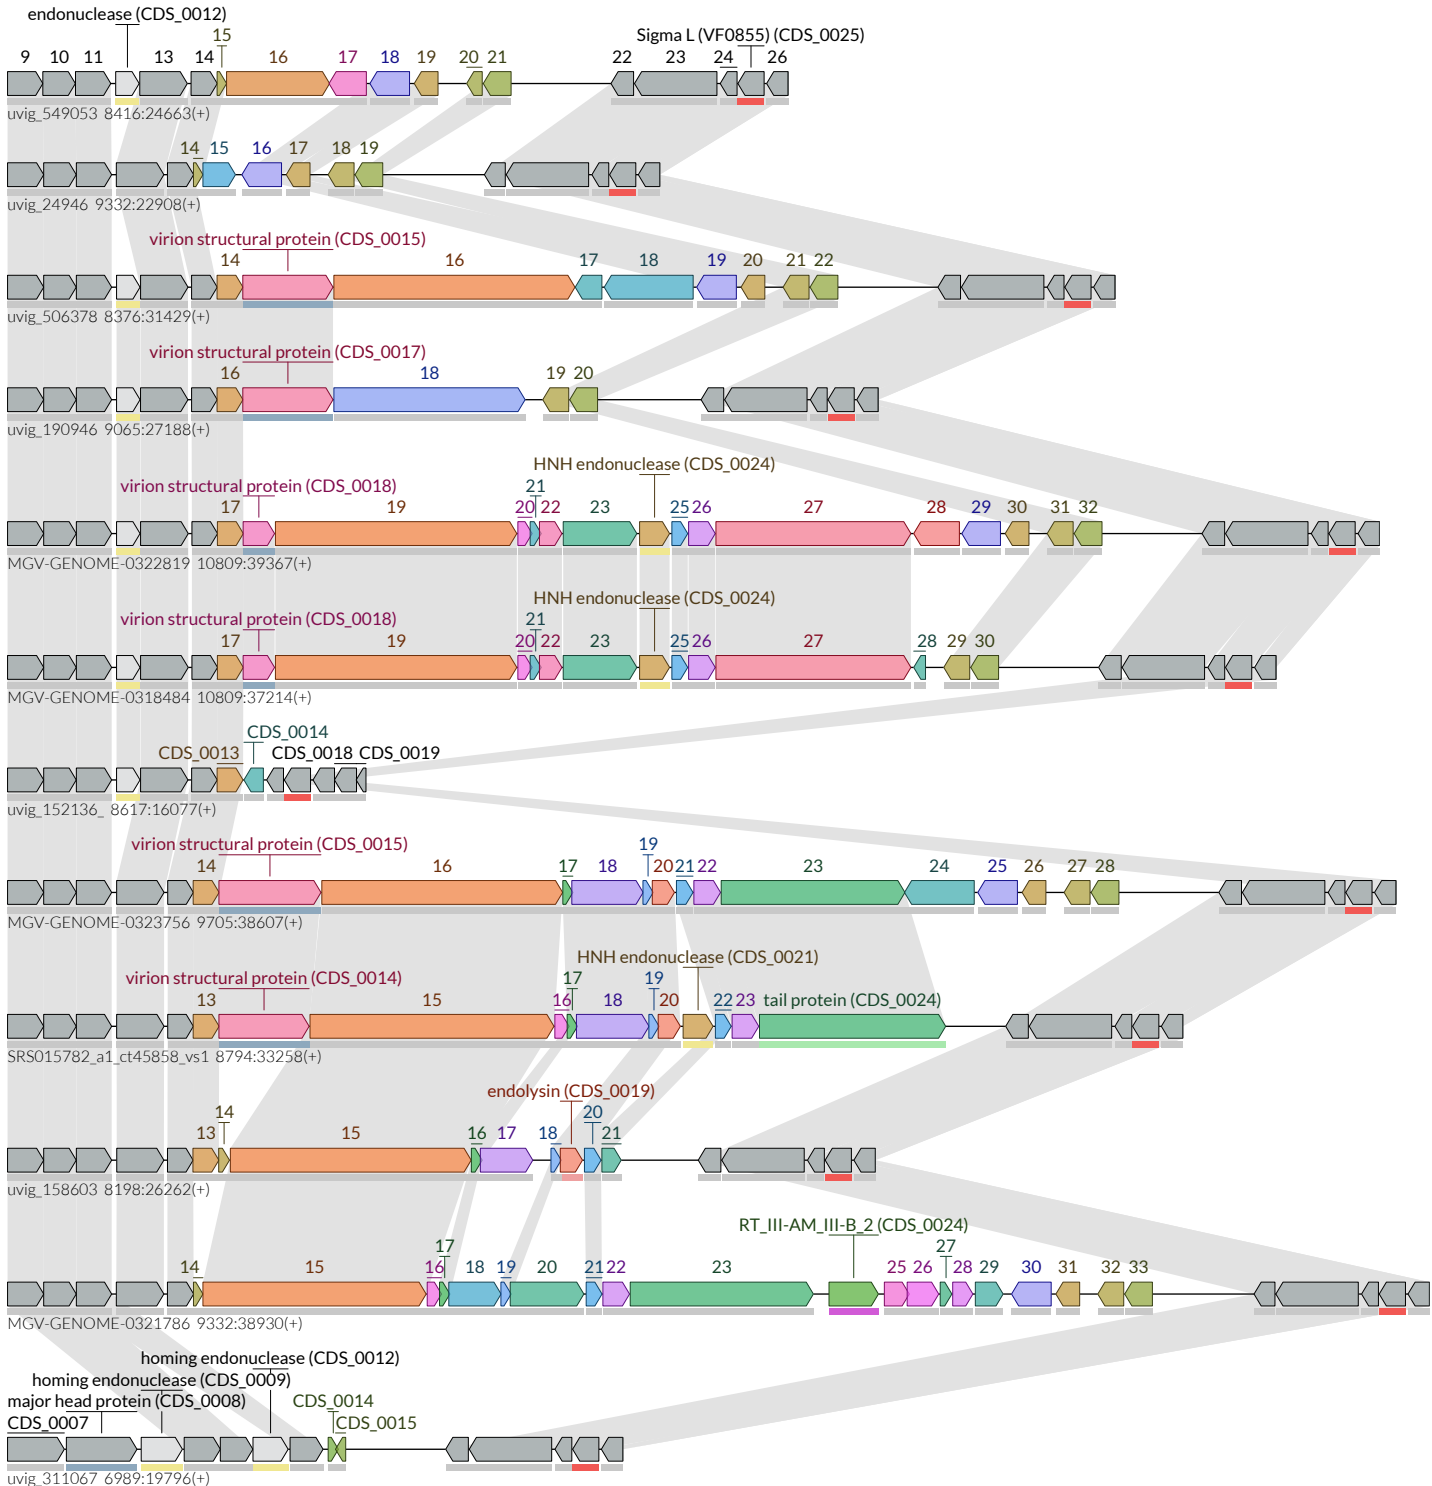 endonuclease (CDS_0012)
15 Sigma L (VF0855) (CDS_0025)
9 10 11 13 14 16 17 18 19 20 21 22 23 24 26
uvig_549053 8416:24663(+)
14 15 16 17 18 19
uvig_24946 9332:22908(+)
virion structural protein (CDS_0015)
14 16 17 18 19 20 21 22
uvig_506378 8376:31429(+)
virion structural protein (CDS_0017)
16 18 19 20
uvig_190946 9065:27188(+)
HNH endonuclease (CDS_0024)
virion structural protein (CDS_0018) 21
17 19 20 22 23 25 26 27 28 29 30 31 32
MGV-GENOME-0322819 10809:39367(+)
HNH endonuclease (CDS_0024)
virion structural protein (CDS_0018) 21
17 19 20 22 23 25 26 27 28 29 30
MGV-GENOME-0318484 10809:37214(+)
CDS_0014
CDS_0013 CDS_0018 CDS_0019
uvig_152136_ 8617:16077(+)
virion structural protein (CDS_0015) 19
14 16 17 18 20 21 22 23 24 25 26 27 28
MGV-GENOME-0323756 9705:38607(+)
HNH endonuclease (CDS_0021)
virion structural protein (CDS_0014) 17 19
13 15 16 18 20 22 23 tail protein (CDS_0024)
SRS015782_a1_ct45858_vs1 8794:33258(+)
endolysin (CDS_0019)
14 20
13 15 16 17 18 21
uvig_158603 8198:26262(+)
RT_III-AM_III-B_2 (CDS_0024)
17 27
14 15 16 18 19 20 21 22 23 25 26 28 29 30 31 32 33
MGV-GENOME-0321786 9332:38930(+)
homing endonuclease (CDS_0012)
homing endonuclease (CDS_0009)
major head protein (CDS_0008) CDS_0014
CDS_0007 CDS_0015
uvig_311067 6989:19796(+)